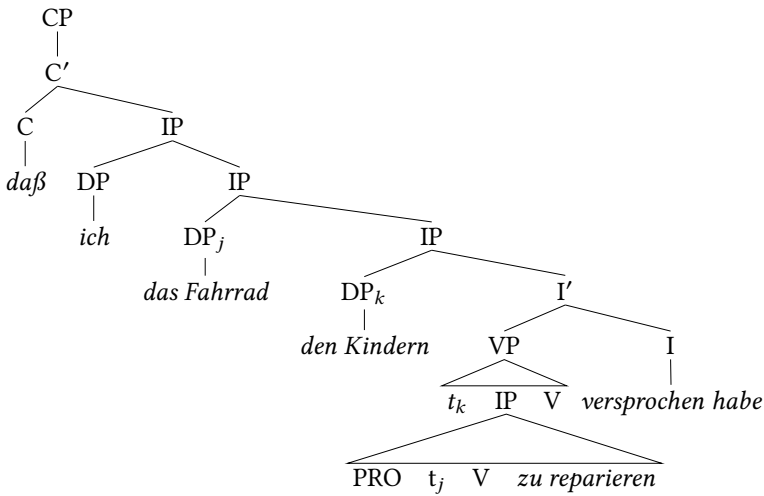 CP
C′
C IP
daß DP IP
ich DPj IP
das Fahrrad DPk I′
den Kindern VP I
tk IP V versprochen habe
PRO tj V zu reparieren